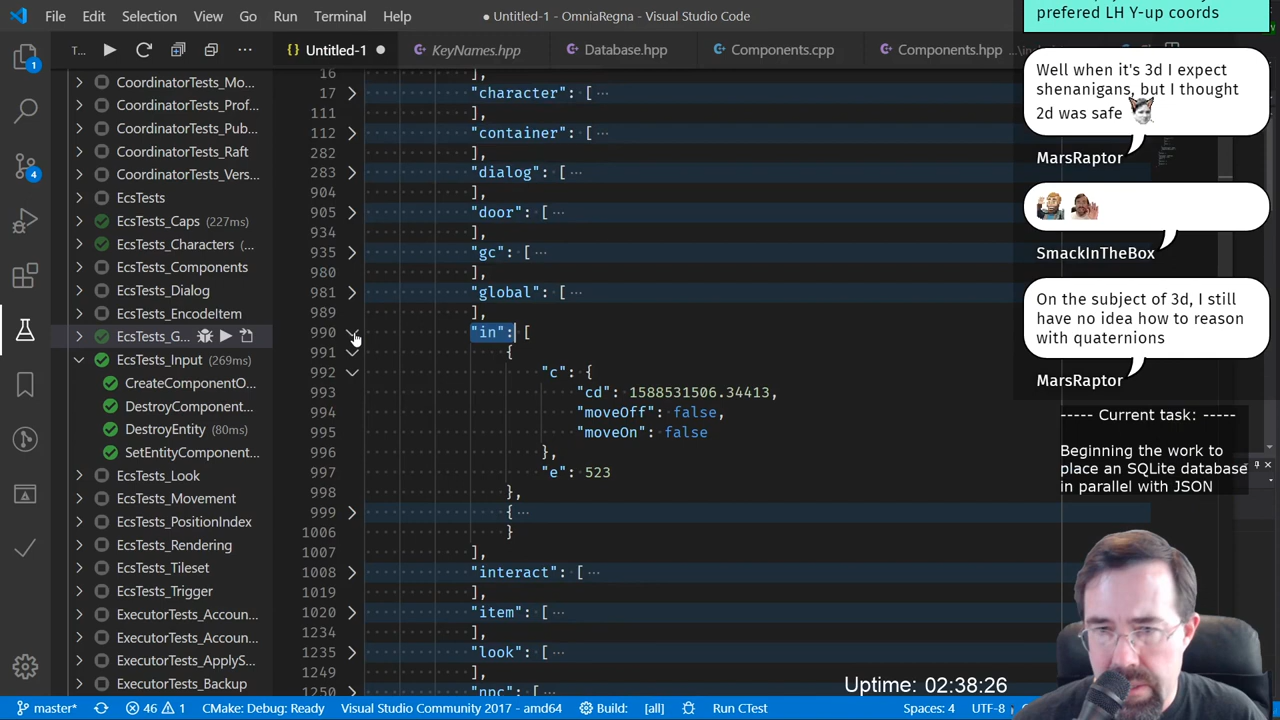 File Edit Selection View Go Run Terminal Help
● Untitled-1 - OmniaRegna - Visual Studio Code
T...
{} Untitled-1 ●
KeyNames.hpp
Database.hpp
Components.cpp
Components.hpp
1
4
CoordinatorTests_Mo...
CoordinatorTests_Prof...
CoordinatorTests_Pub...
CoordinatorTests_Raft
CoordinatorTests_Vers...
EcsTests
EcsTests_Caps (227ms)
EcsTests_Characters (...
EcsTests_Components
EcsTests_Dialog
EcsTests_EncodeItem
EcsTests_G...
EcsTests_Input (269ms)
CreateComponentO...
DestroyComponent...
DestroyEntity (80ms)
SetEntityComponent...
EcsTests_Look
EcsTests_Movement
EcsTests_PositionIndex
EcsTests_Rendering
EcsTests_Tileset
EcsTests_Trigger
ExecutorTests_Accoun...
ExecutorTests_Accoun...
ExecutorTests_ApplyS...
ExecutorTests_Backup
16 ],
17 "character": [ ...
111 ],
112 "container": [ ...
282 ],
283 "dialog": [ ...
904 ],
905 "door": [ ...
934 ],
935 "gc": [ ...
980 ],
981 "global": [ ...
989 ],
990 "in": [
991 {
992 "c": {
993 "cd": 1588531506.34413,
994 "moveOff": false,
995 "moveOn": false
996 },
997 "e": 523
998 },
999 { ...
1006 }
1007 ],
1008 "interact": [ ...
1019 ],
1020 "item": [ ...
1234 ],
1235 "look": [ ...
1249 ],
1250 "npc": [ ...
prefered LH Y-up coords
Well when it's 3d I expect
shenanigans, but I thought
2d was safe
MarsRaptor
SmackInTheBox
On the subject of 3d, I still
have no idea how to reason
with quaternions
MarsRaptor
----- Current task: -----
Beginning the work to
place an SQLite database
in parallel with JSON
Uptime: 02:38:26
master* 46 1 CMake: Debug: Ready Visual Studio Community 2017 - amd64 Build: [all] Run CTest Spaces: 4 UTF-8